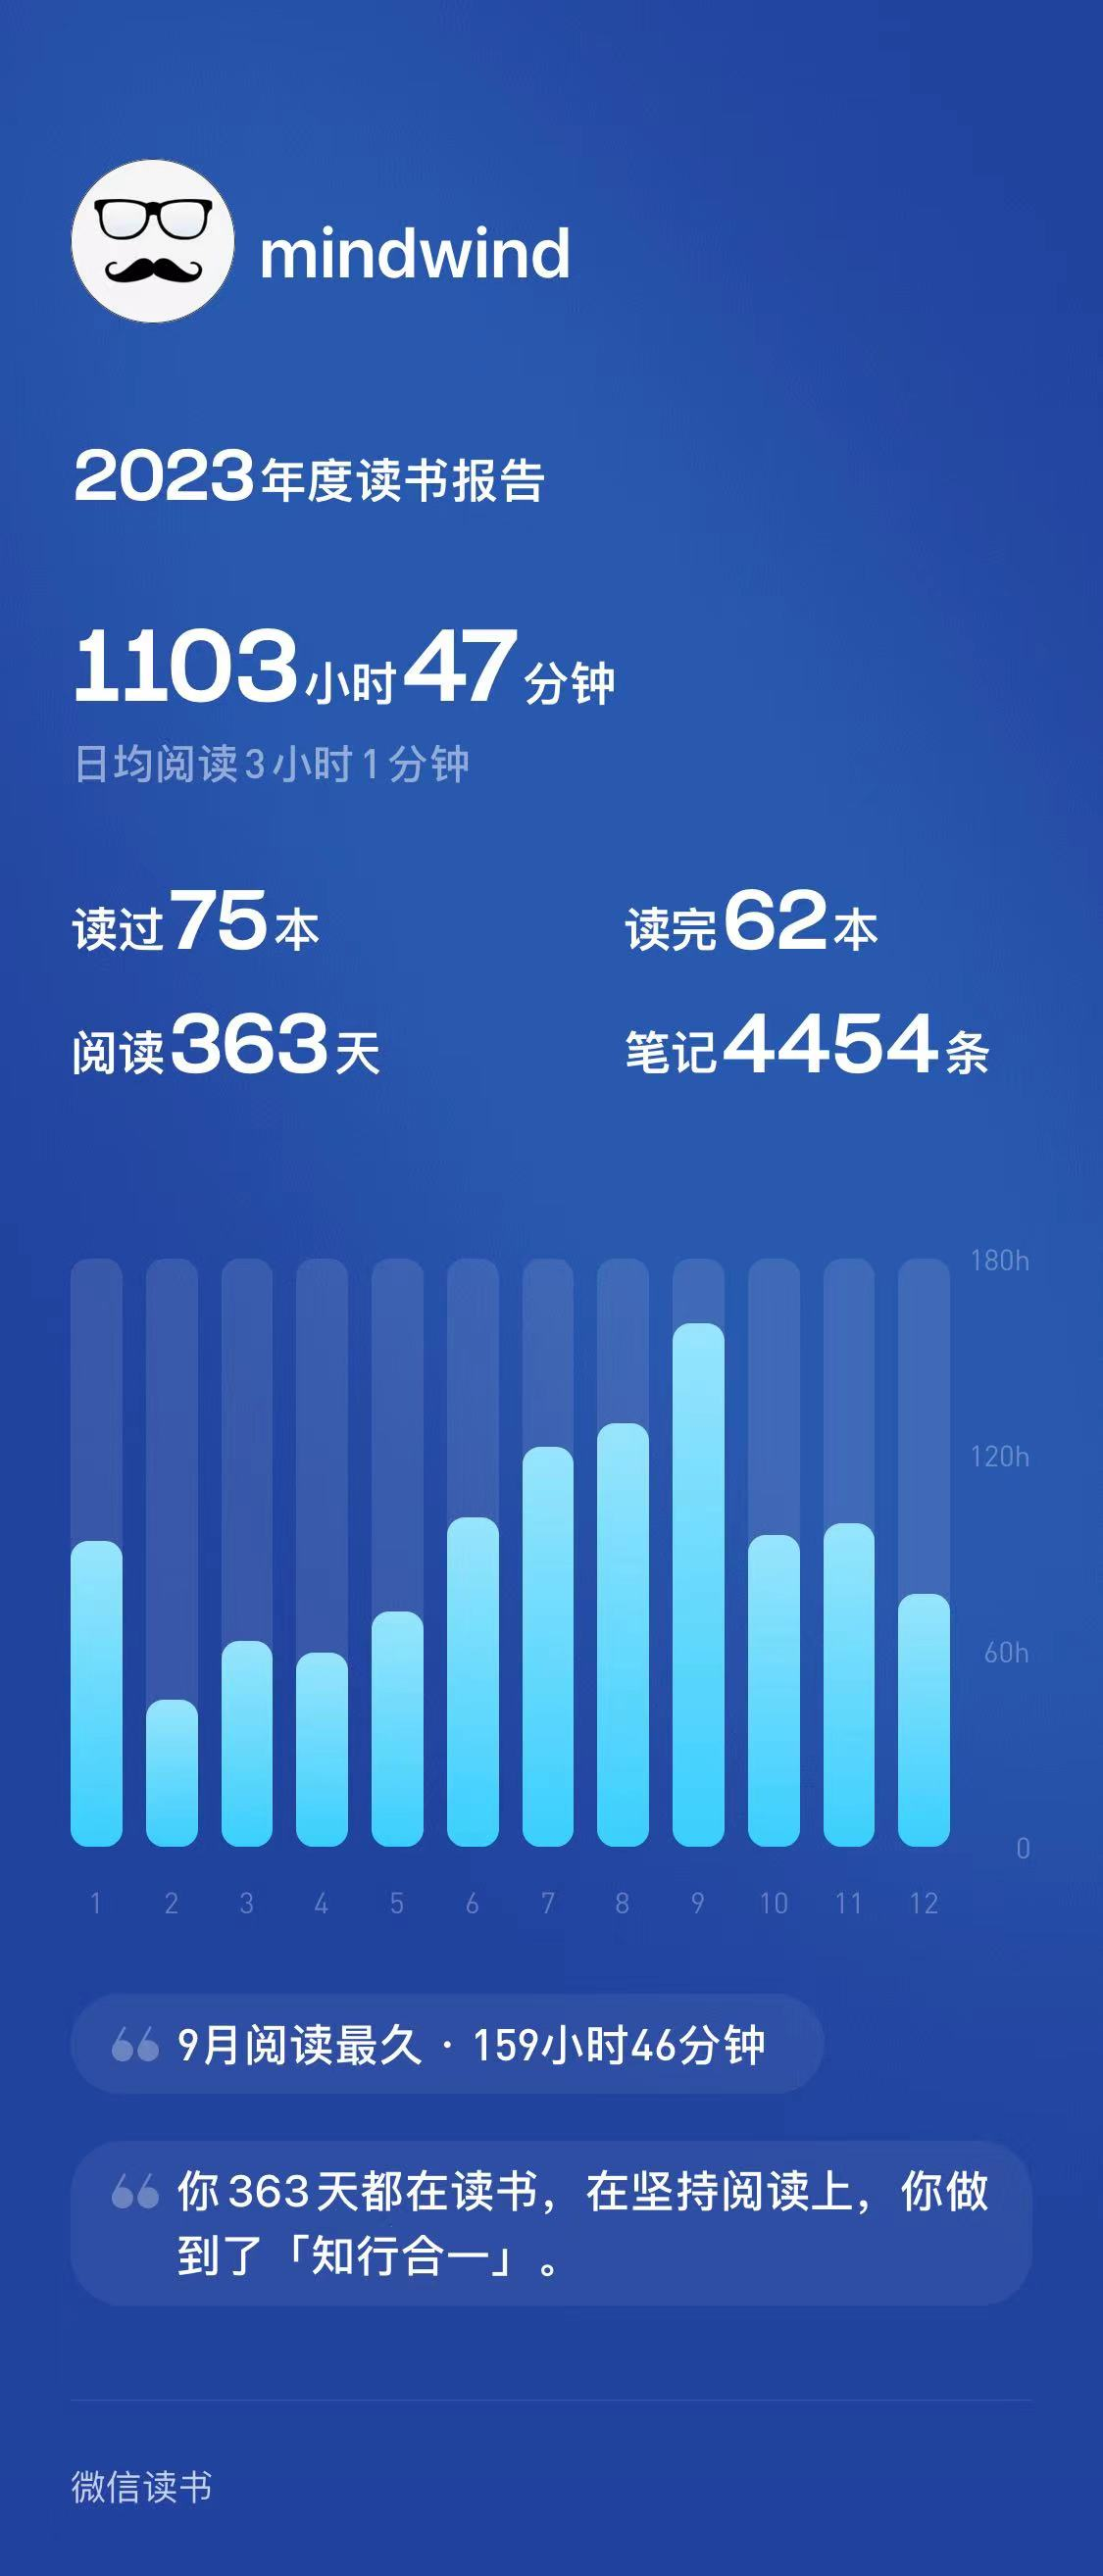 mindwind
2023年度读书报告
1103小时47分钟
日均阅读3小时1分钟
读过75本 读完62本
阅读363天 笔记4454条
180h
120h
60h
0
1 2 3 4 5 6 7 8 9 10 11 12
9月阅读最久 · 159小时46分钟
你363天都在读书，在坚持阅读上，你做
到了「知行合一」。
微信读书